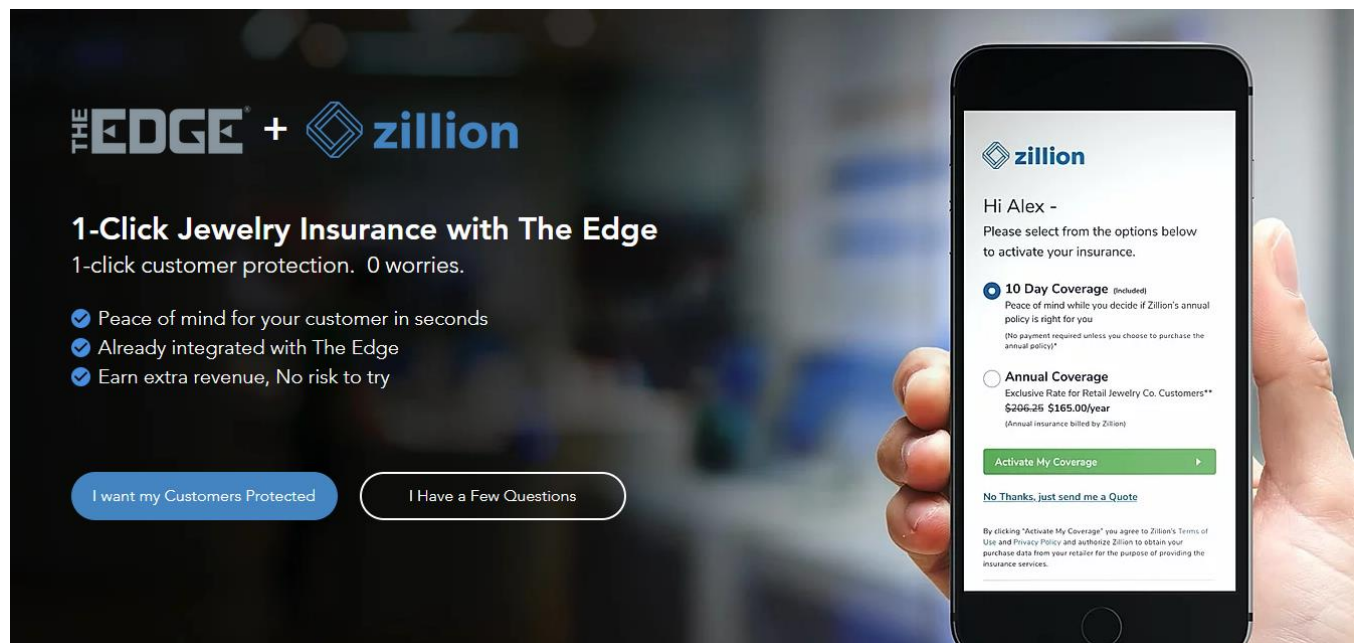 THE EDGE® + zillion
1-Click Jewelry Insurance with The Edge
1-click customer protection. 0 worries.
Peace of mind for your customer in seconds
Already integrated with The Edge
Earn extra revenue, No risk to try
I want my Customers Protected
I Have a Few Questions
zillion
Hi Alex -
Please select from the options below
to activate your insurance.
10 Day Coverage (Included)
Peace of mind while you decide if Zillion's annual
policy is right for you
(No payment required unless you choose to purchase the
annual policy)*
Annual Coverage
Exclusive Rate for Retail Jewelry Co. Customers**
$206.25 $165.00/year
(Annual insurance billed by Zillion)
Activate My Coverage
No Thanks, just send me a Quote
By clicking "Activate My Coverage" you agree to Zillion's Terms of
Use and Privacy Policy and authorize Zillion to obtain your
purchase data from your retailer for the purpose of providing the
insurance services.